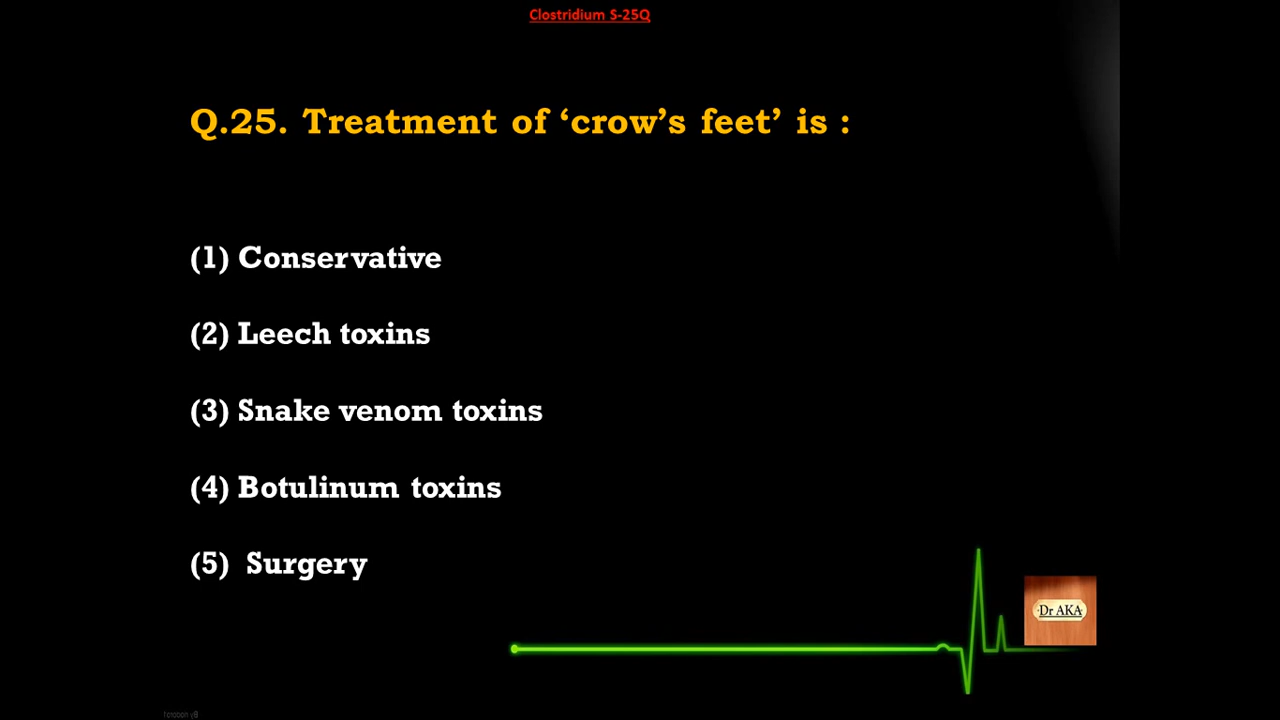 Clostridium S-25Q
Q.25. Treatment of ‘crow’s feet’ is :
(1) Conservative
(2) Leech toxins
(3) Snake venom toxins
(4) Botulinum toxins
(5) Surgery
Dr AKA